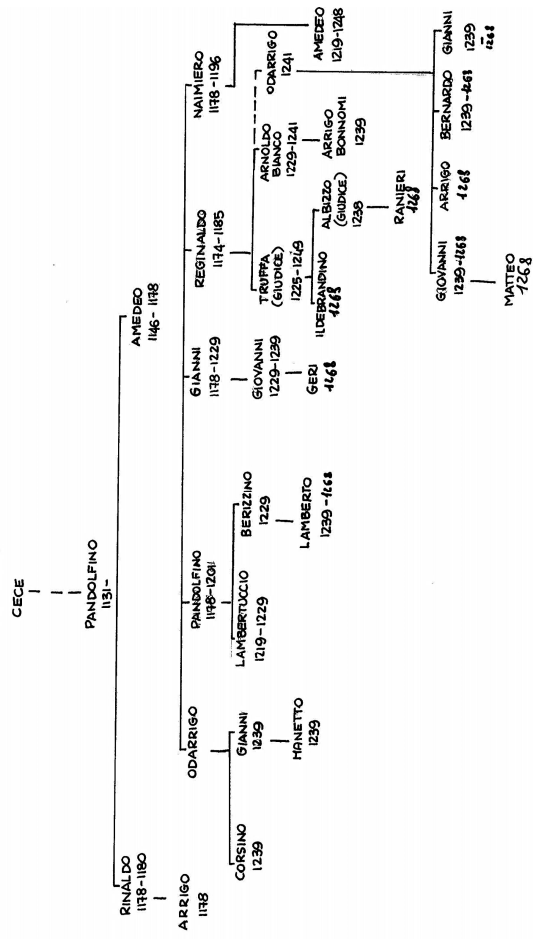 CECE
PANDOLFINO
1131-
RINALDO
1178-1180
AMEDEO
1146-1178
ARRIGO
1178
ODARRIGO
PANDOLFINO
1178-1201
GIANNI
1178-1229
REGINALDO
1174-1185
NAIMIERO
1178-1196
CORSINO
1239
GIANNI
1239
LAMBERTUCCIO
1219-1229
BERIZZINO
1229
GIOVANNI
1229-1239
TRUFFA
(GIUDICE)
1225-1249
ARNOLDO
BIANCO
1229-1241
ODARRIGO
1241
AMEDEO
1219-1248
MANETTO
1239
LAMBERTO
1239-1268
GERI
1268
ILDEBRANDINO
1268
ALBIZZO
(GIUDICE)
1238
ARRIGO
BONNOMI
1239
RANIERI
1268
GIOVANNI
1239-1268
ARRIGO
1268
BERNARDO
1239-1268
GIANNI
1239
-
1268
MATTEO
1268